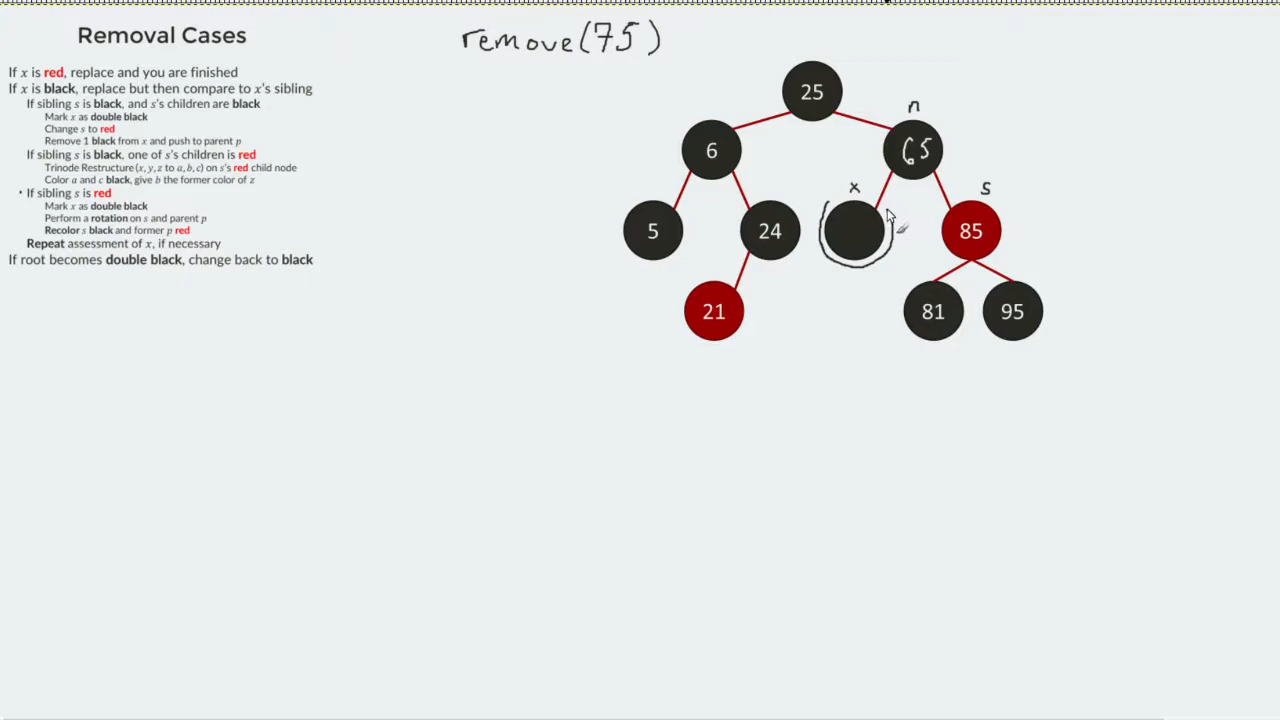 Removal Cases
If x is red, replace and you are finished
If x is black, replace but then compare to x's sibling
If sibling s is black, and s's children are black
Mark x as double black
Change s to red
Remove 1 black from x and push to parent p
If sibling s is black, one of s's children is red
Trinode Restructure (x, y, z to a, b, c) on s's red child node
Color a and c black, give b the former color of z
• If sibling s is red
Mark x as double black
Perform a rotation on s and parent p
Recolor s black and former p red
Repeat assessment of x, if necessary
If root becomes double black, change back to black
remove(75)
25
n
6
65
x
s
5
24
85
21
81
95